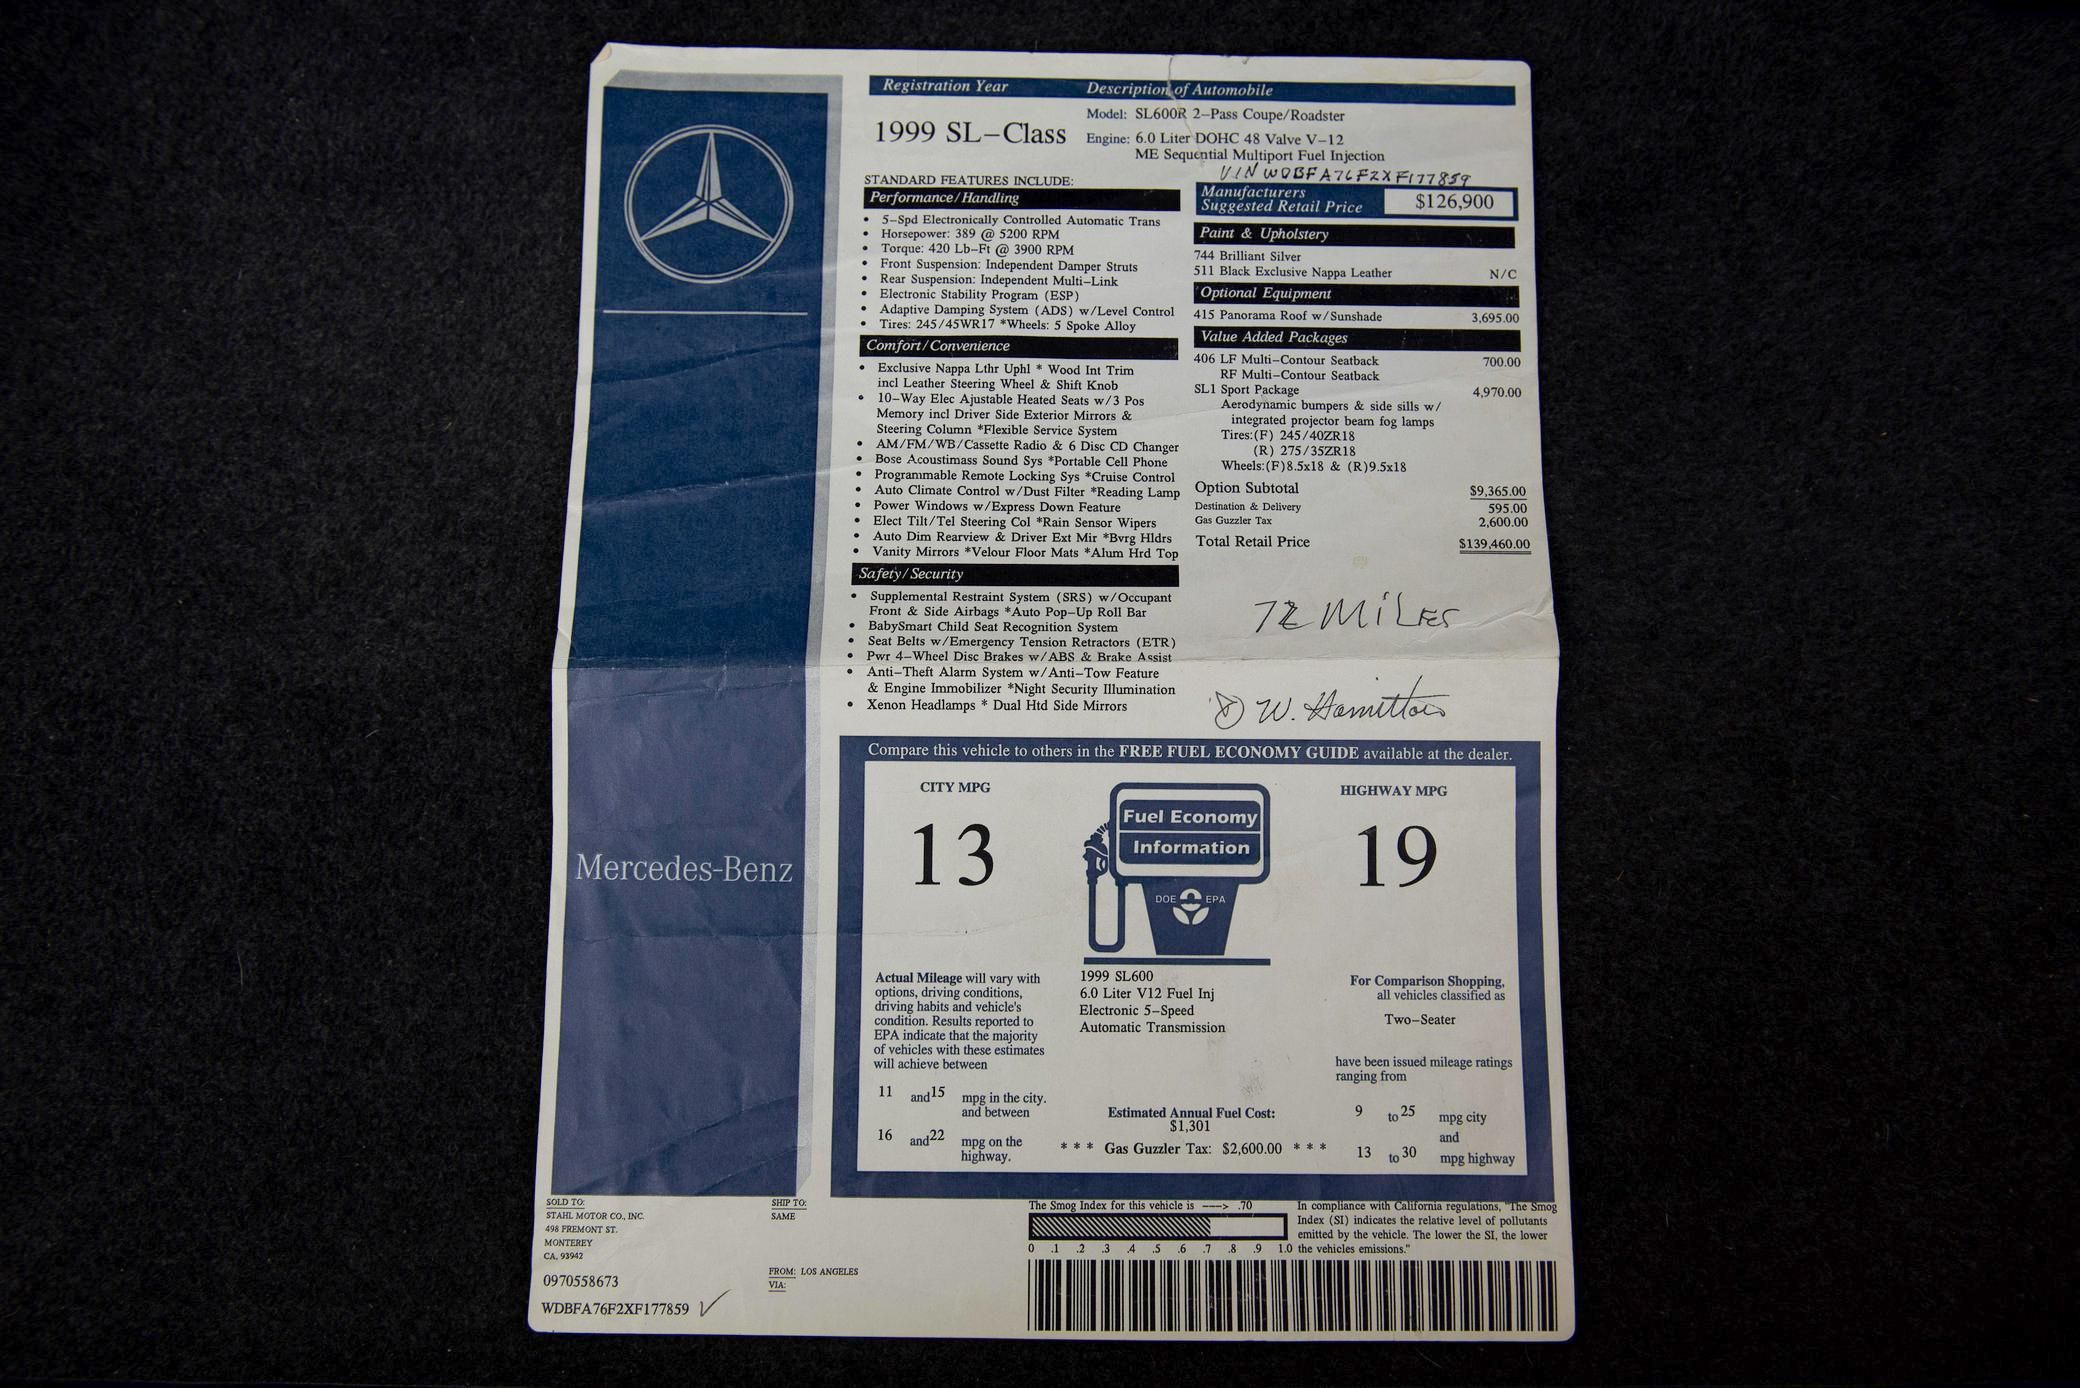 Registration Year
Description of Automobile
1999 SL-Class
Model: SL600R 2-Pass Coupe/Roadster
Engine: 6.0 Liter DOHC 48 Valve V-12
ME Sequential Multiport Fuel Injection
VIN WDBFA76F2XF177859
Manufacturers
Suggested Retail Price $126,900
STANDARD FEATURES INCLUDE:
Performance/Handling
• 5-Spd Electronically Controlled Automatic Trans
• Horsepower: 389 @ 5200 RPM
• Torque: 420 Lb-Ft @ 3900 RPM
• Front Suspension: Independent Damper Struts
• Rear Suspension: Independent Multi-Link
• Electronic Stability Program (ESP)
• Adaptive Damping System (ADS) w/Level Control
• Tires: 245/45WR17 *Wheels: 5 Spoke Alloy
Comfort/Convenience
• Exclusive Nappa Lthr Uphl * Wood Int Trim
incl Leather Steering Wheel & Shift Knob
• 10-Way Elec Ajustable Heated Seats w/3 Pos
Memory incl Driver Side Exterior Mirrors &
Steering Column *Flexible Service System
• AM/FM/WB/Cassette Radio & 6 Disc CD Changer
• Bose Acoustimass Sound Sys *Portable Cell Phone
• Programmable Remote Locking Sys *Cruise Control
• Auto Climate Control w/Dust Filter *Reading Lamp
• Power Windows w/Express Down Feature
• Elect Tilt/Tel Steering Col *Rain Sensor Wipers
• Auto Dim Rearview & Driver Ext Mir *Bvrg Hldrs
• Vanity Mirrors *Velour Floor Mats *Alum Hrd Top
Safety/Security
• Supplemental Restraint System (SRS) w/Occupant
Front & Side Airbags *Auto Pop-Up Roll Bar
• BabySmart Child Seat Recognition System
• Seat Belts w/Emergency Tension Retractors (ETR)
• Pwr 4-Wheel Disc Brakes w/ABS & Brake Assist
• Anti-Theft Alarm System w/Anti-Tow Feature
& Engine Immobilizer *Night Security Illumination
• Xenon Headlamps * Dual Htd Side Mirrors
Paint & Upholstery
744 Brilliant Silver
511 Black Exclusive Nappa Leather N/C
Optional Equipment
415 Panorama Roof w/Sunshade 3,695.00
Value Added Packages
406 LF Multi-Contour Seatback 700.00
RF Multi-Contour Seatback
SL1 Sport Package 4,970.00
Aerodynamic bumpers & side sills w/
integrated projector beam fog lamps
Tires:(F) 245/40ZR18
(R) 275/35ZR18
Wheels:(F)8.5x18 & (R)9.5x18
Option Subtotal $9,365.00
Destination & Delivery 595.00
Gas Guzzler Tax 2,600.00
Total Retail Price $139,460.00
72 MILES
W. Hamilton
Mercedes-Benz
Compare this vehicle to others in the FREE FUEL ECONOMY GUIDE available at the dealer.
CITY MPG
13
Fuel Economy
Information
DOE EPA
HIGHWAY MPG
19
Actual Mileage will vary with
options, driving conditions,
driving habits and vehicle's
condition. Results reported to
EPA indicate that the majority
of vehicles with these estimates
will achieve between
11 and 15 mpg in the city.
and between
16 and 22 mpg on the
highway.
1999 SL600
6.0 Liter V12 Fuel Inj
Electronic 5-Speed
Automatic Transmission
Estimated Annual Fuel Cost:
$1,301
* * * Gas Guzzler Tax: $2,600.00 * * *
For Comparison Shopping,
all vehicles classified as
Two-Seater
have been issued mileage ratings
ranging from
9 to 25 mpg city
and
13 to 30 mpg highway
SOLD TO:
STAHL MOTOR CO., INC.
498 FREMONT ST.
MONTEREY
CA, 93942
0970558673
WDBFA76F2XF177859
SHIP TO:
SAME
FROM: LOS ANGELES
VIA:
The Smog Index for this vehicle is ---> .70
0 .1 .2 .3 .4 .5 .6 .7 .8 .9 1.0
In compliance with California regulations, "The Smog
Index (SI) indicates the relative level of pollutants
emitted by the vehicle. The lower the SI, the lower
the vehicles emissions."